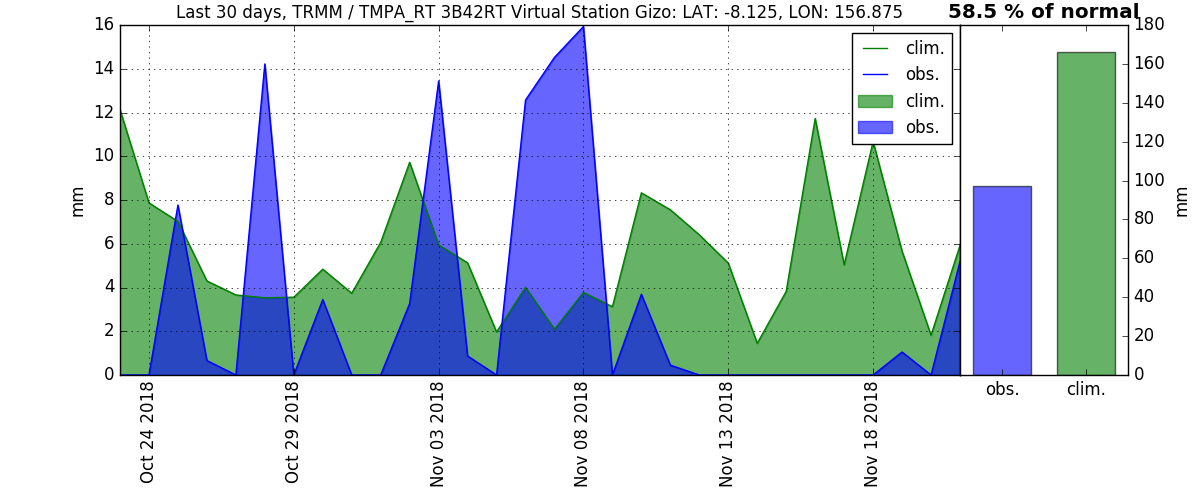 Last 30 days, TRMM / TMPA_RT 3B42RT Virtual Station Gizo: LAT: -8.125, LON: 156.875
58.5 % of normal
16
14
12
10
8
6
4
2
0
mm
clim.
obs.
clim.
obs.
180
160
140
120
100
80
60
40
20
0
mm
Oct 24 2018
Oct 29 2018
Nov 03 2018
Nov 08 2018
Nov 13 2018
Nov 18 2018
obs.
clim.